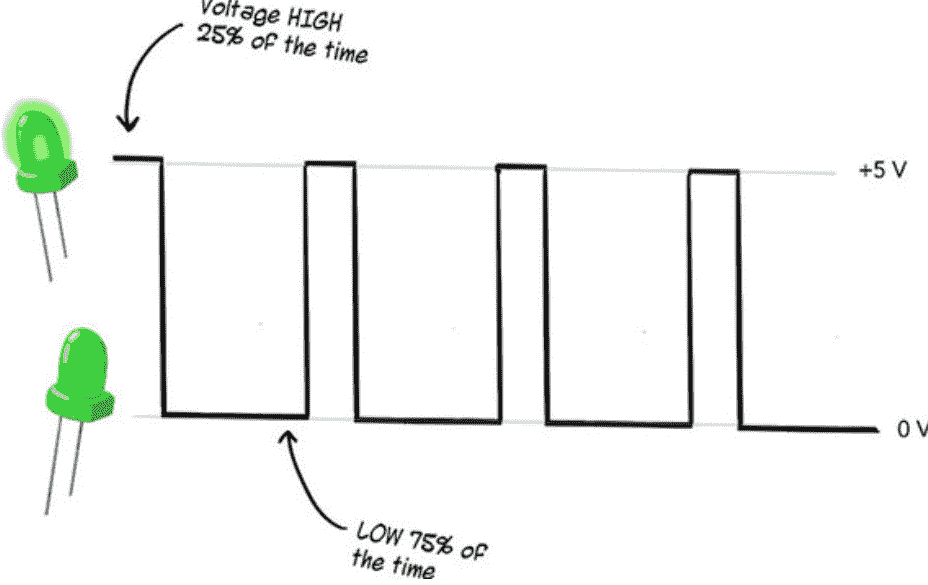 Voltage HIGH
25% of the time
+5 V
0 V
LOW 75% of
the time